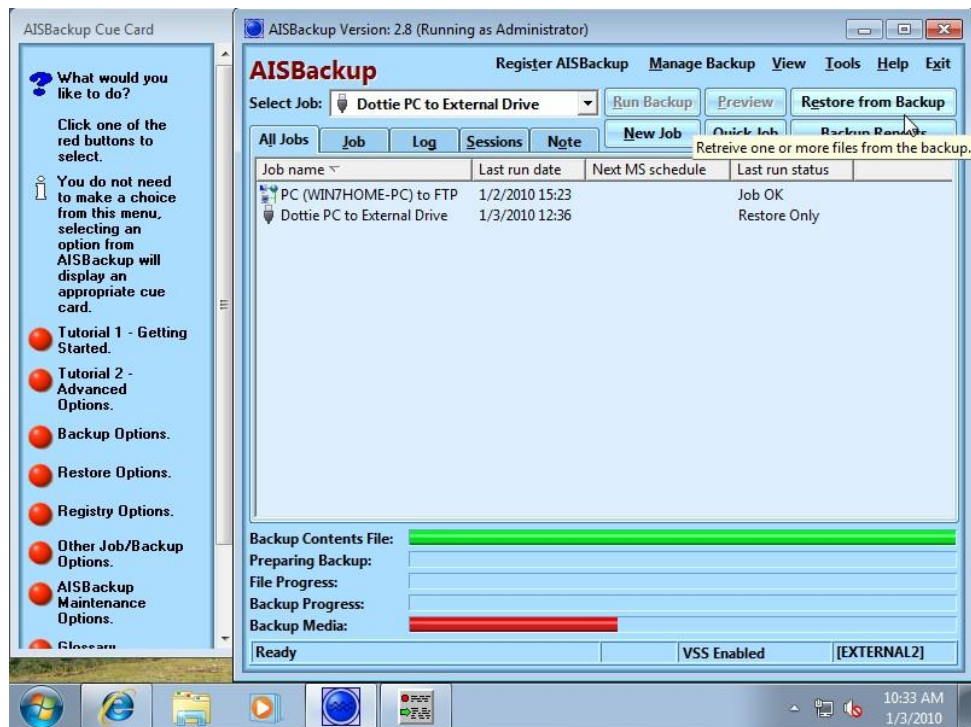 AISBackup Cue Card
What would you
like to do?
Click one of the
red buttons to
select.
You do not need
to make a choice
from this menu,
selecting an
option from
AISBackup will
display an
appropriate cue
card.
Tutorial 1 - Getting
Started.
Tutorial 2 -
Advanced
Options.
Backup Options.
Restore Options.
Registry Options.
Other Job/Backup
Options.
AISBackup
Maintenance
Options.
Glossary
AISBackup Version: 2.8 (Running as Administrator)
AISBackup
Register AISBackup Manage Backup View Tools Help Exit
Select Job: Dottie PC to External Drive Run Backup Preview Restore from Backup
All Jobs Job Log Sessions Note New Job Quick Job Backup Reports
Retreive one or more files from the backup.
Job name Last run date Next MS schedule Last run status
PC (WIN7HOME-PC) to FTP 1/2/2010 15:23 Job OK
Dottie PC to External Drive 1/3/2010 12:36 Restore Only
Backup Contents File:
Preparing Backup:
File Progress:
Backup Progress:
Backup Media:
Ready VSS Enabled [EXTERNAL2]
10:33 AM
1/3/2010